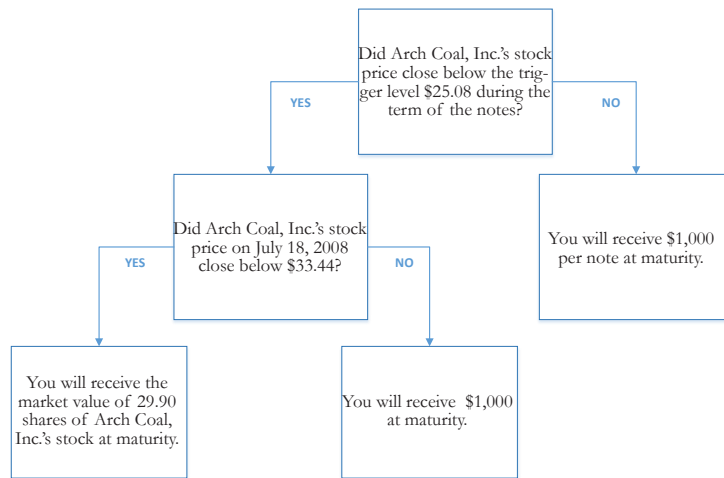 Did Arch Coal, Inc.'s stock
price close below the trig-
ger level $25.08 during the
term of the notes?
YES
NO
Did Arch Coal, Inc.'s stock
price on July 18, 2008
close below $33.44?
You will receive $1,000
per note at maturity.
YES
NO
You will receive the
market value of 29.90
shares of Arch Coal,
Inc.'s stock at maturity.
You will receive  $1,000
at maturity.